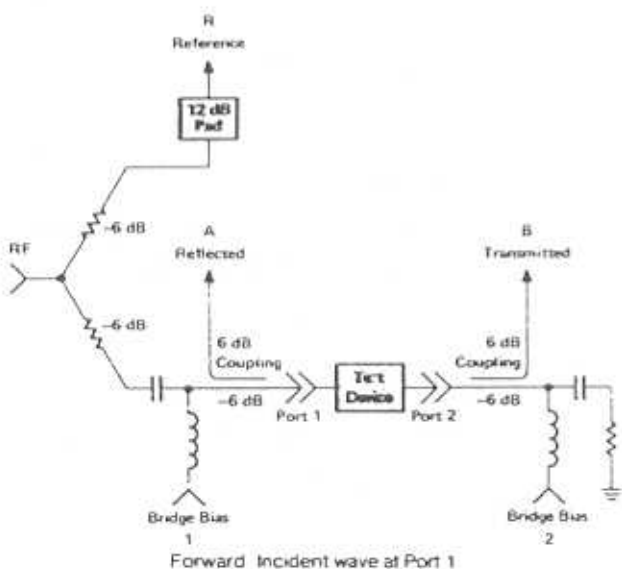 R
Reference
12 dB
Pad
-6 dB
RF
A
Reflected
B
Transmitted
-6 dB
6 dB
Coupling
6 dB
Coupling
Test
Device
-6 dB
Port 1
Port 2
-6 dB
Bridge Bias
1
Bridge Bias
2
Forward Incident wave at Port 1